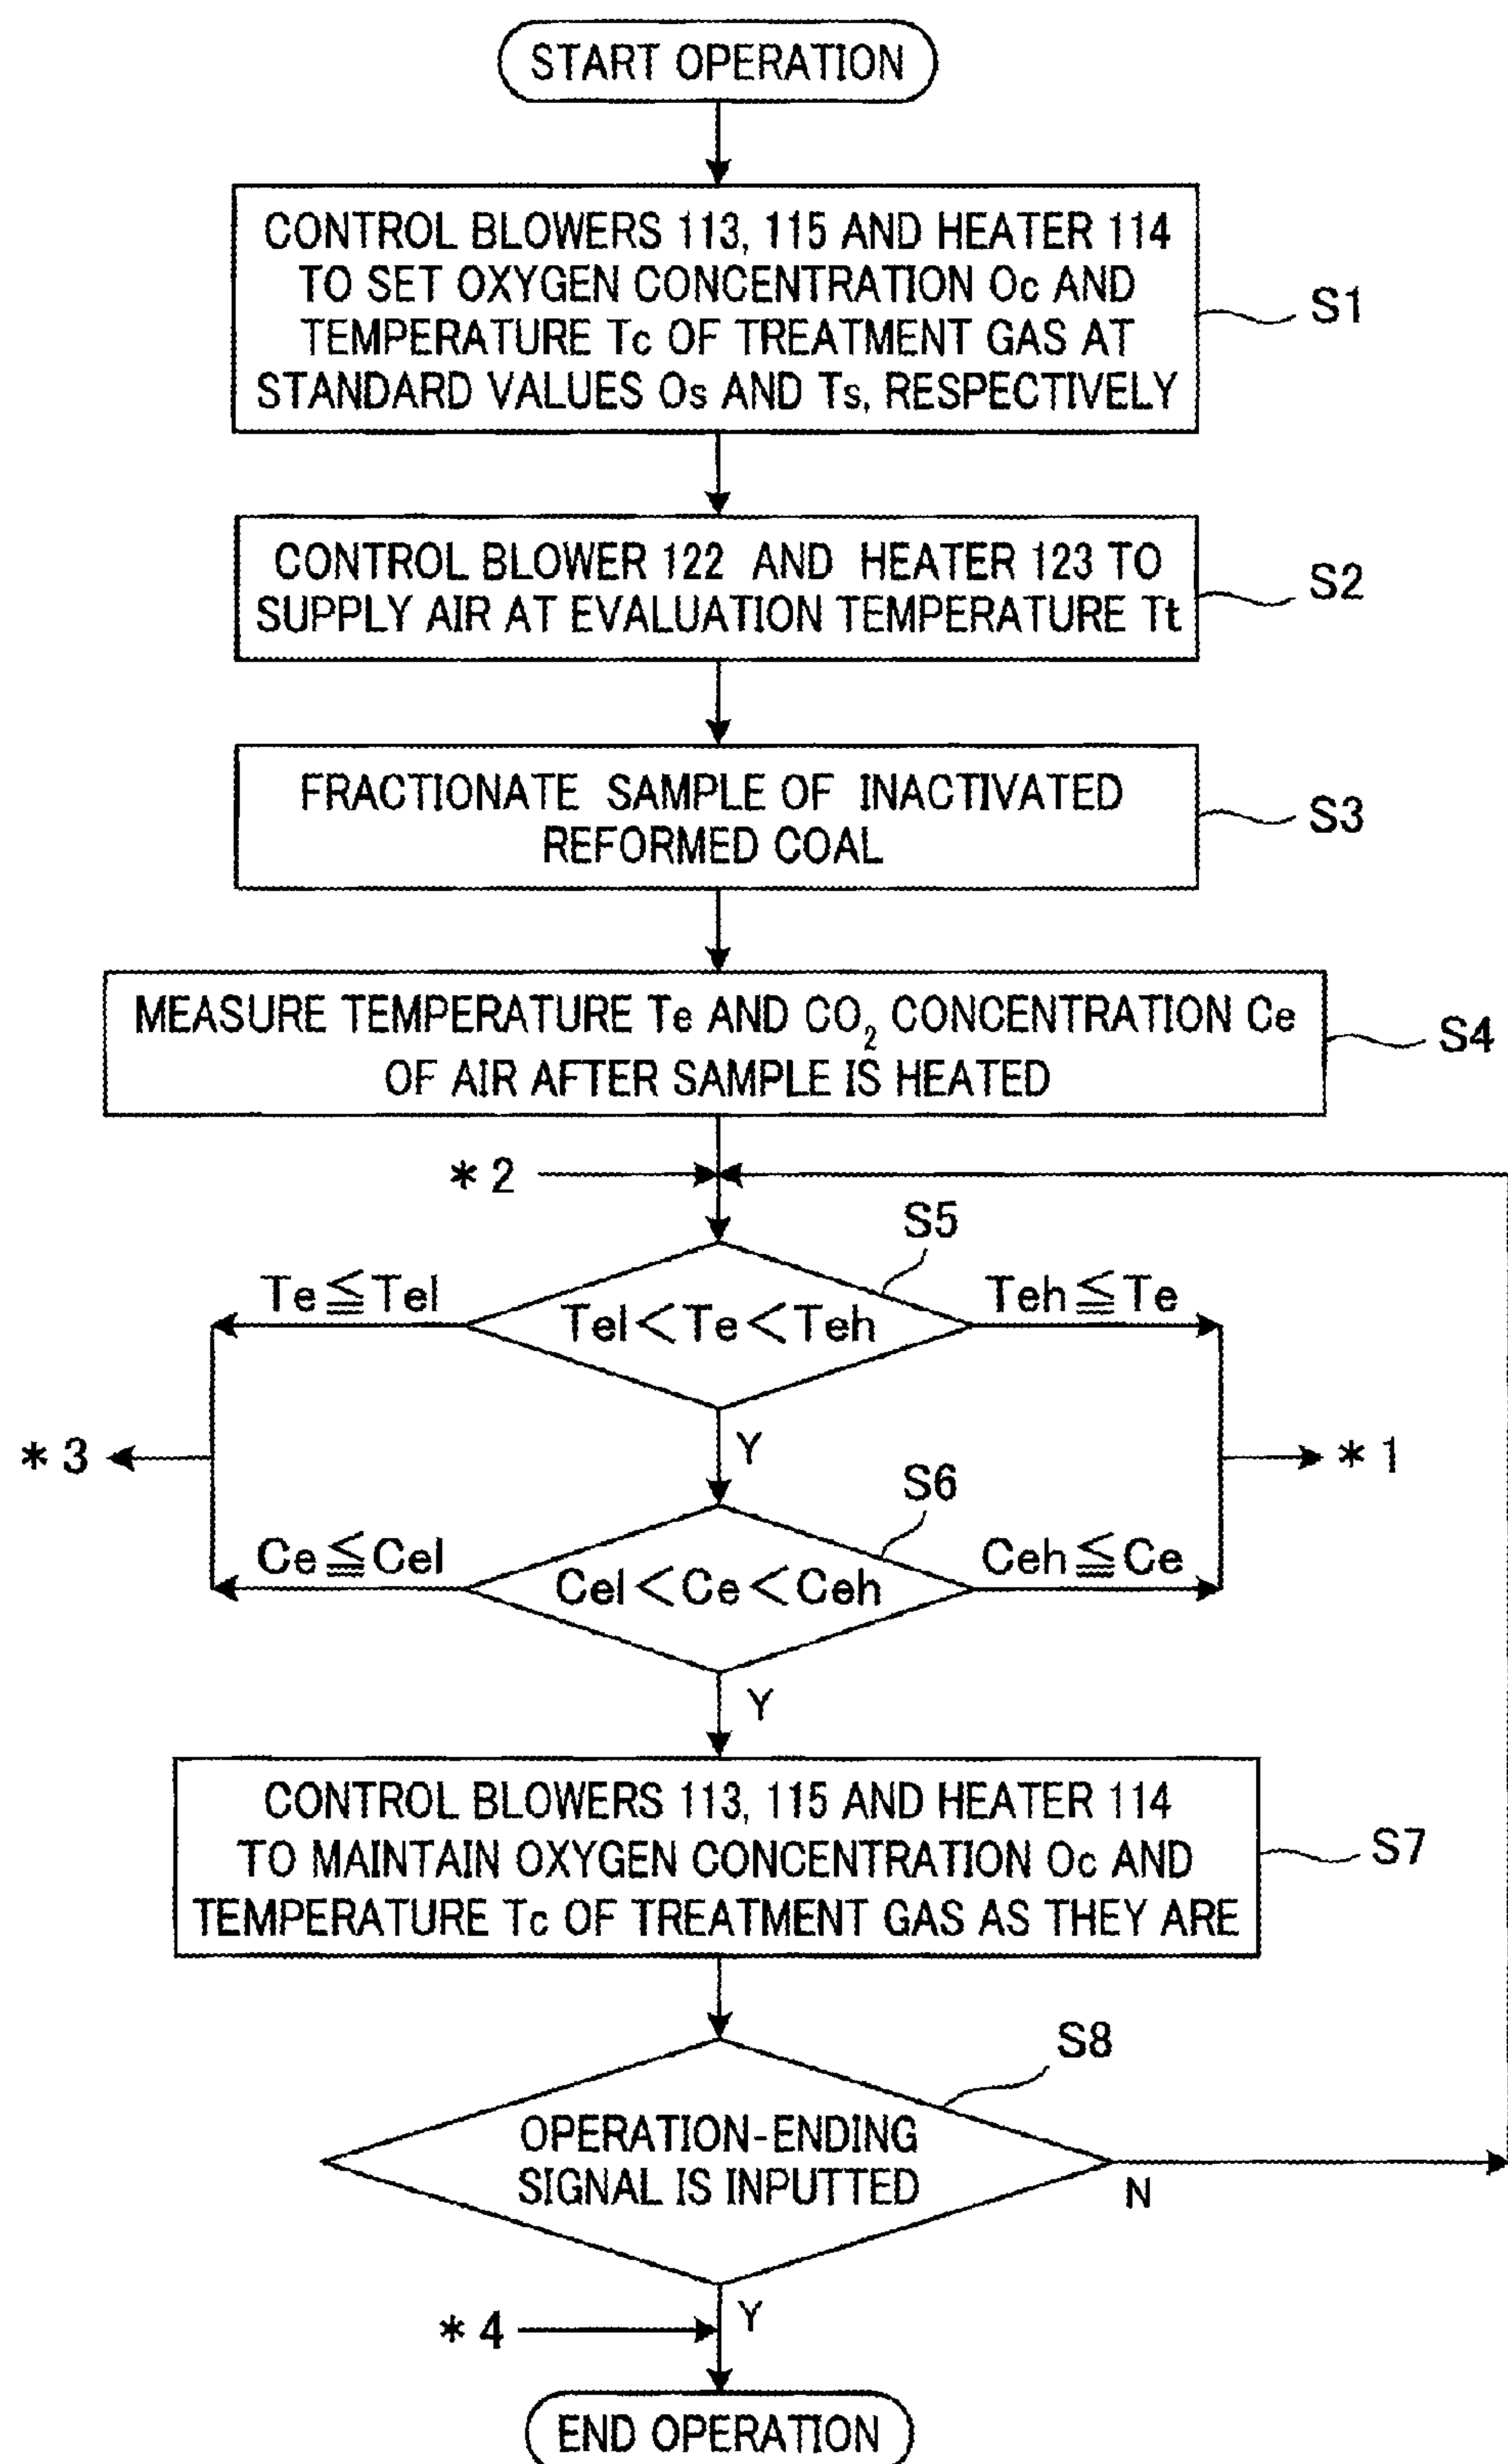 START OPERATION
CONTROL BLOWERS 113, 115 AND HEATER 114
TO SET OXYGEN CONCENTRATION Oc AND
TEMPERATURE Tc OF TREATMENT GAS AT
STANDARD VALUES Os AND Ts, RESPECTIVELY
S1
CONTROL BLOWER 122 AND HEATER 123 TO
SUPPLY AIR AT EVALUATION TEMPERATURE Tt
S2
FRACTIONATE SAMPLE OF INACTIVATED
REFORMED COAL
S3
MEASURE TEMPERATURE Te AND CO₂ CONCENTRATION Ce
OF AIR AFTER SAMPLE IS HEATED
S4
*2
S5
Te≦Tel
Tel<Te<Teh
Teh≦Te
Y
*3
*1
S6
Ce≦Cel
Cel<Ce<Ceh
Ceh≦Ce
Y
CONTROL BLOWERS 113, 115 AND HEATER 114
TO MAINTAIN OXYGEN CONCENTRATION Oc AND
TEMPERATURE Tc OF TREATMENT GAS AS THEY ARE
S7
S8
OPERATION-ENDING
SIGNAL IS INPUTTED
N
Y
*4
END OPERATION